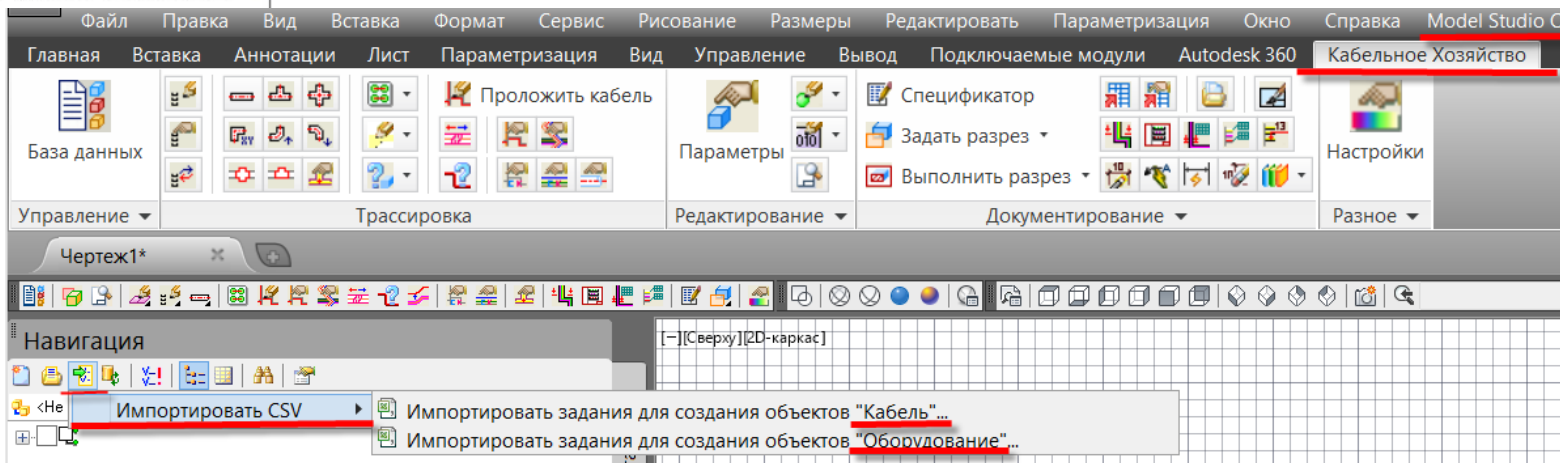 Файл Правка Вид Вставка Формат Сервис Рисование Размеры Редактировать Параметризация Окно Справка Model Studio C
Главная Вставка Аннотации Лист Параметризация Вид Управление Вывод Подключаемые модули Autodesk 360 Кабельное Хозяйство
Проложить кабель
Спецификатор
База данных
Параметры
Задать разрез
Настройки
Выполнить разрез
Управление Трассировка Редактирование Документирование Разное
Чертеж1*
Навигация
[−][Сверху][2D-каркас]
<Не
Импортировать CSV
Импортировать задания для создания объектов "Кабель"...
Импортировать задания для создания объектов "Оборудование"...